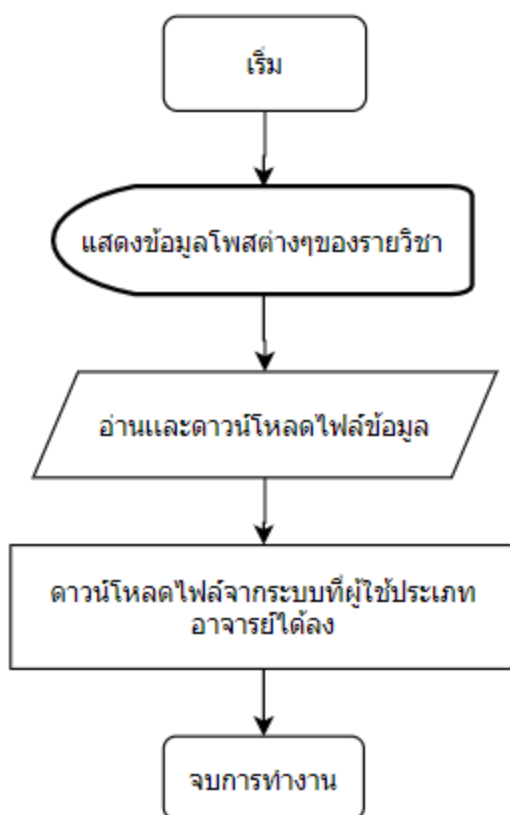 เริ่ม
แสดงข้อมูลโพสต่างๆของรายวิชา
อ่านและดาวน์โหลดไฟล์ข้อมูล
ดาวน์โหลดไฟล์จากระบบที่ผู้ใช้ประเภท
อาจารย์ได้ลง
จบการทำงาน